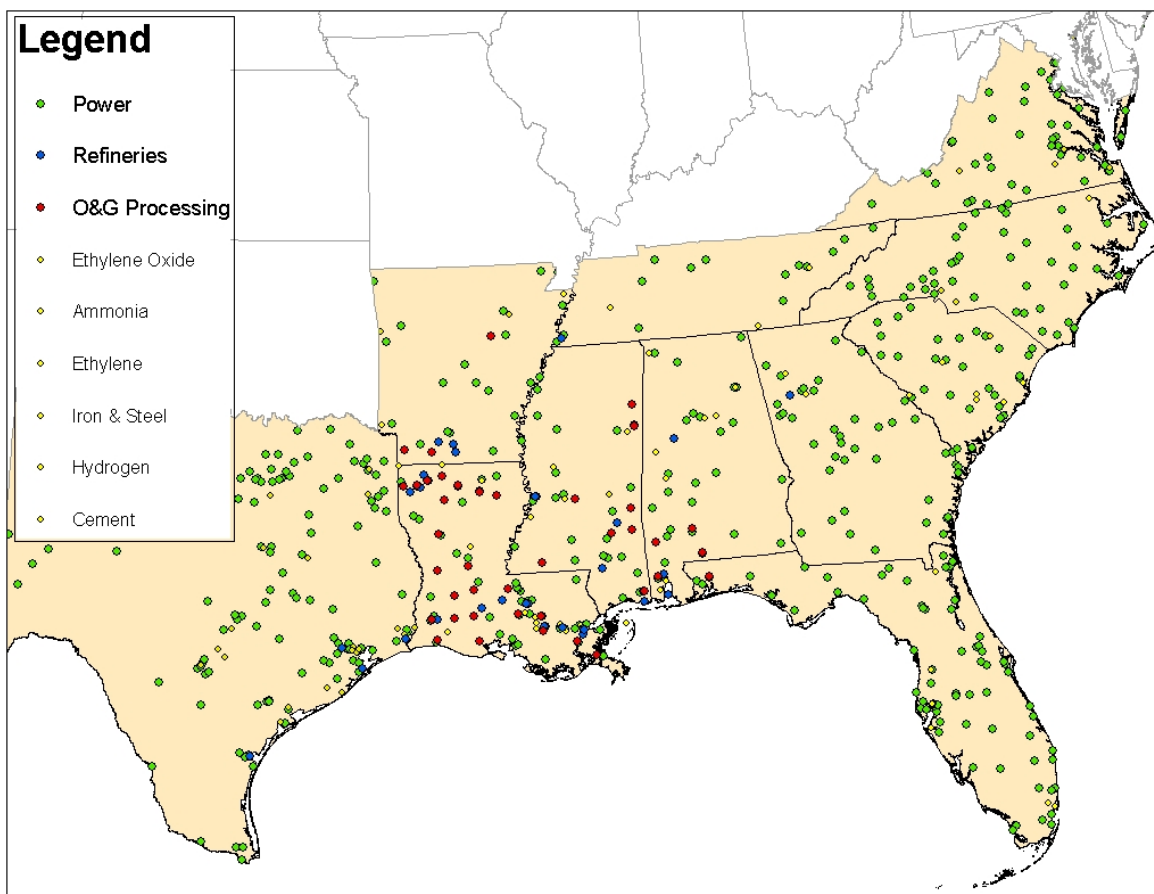 Legend
Power
Refineries
O&G Processing
Ethylene Oxide
Ammonia
Ethylene
Iron & Steel
Hydrogen
Cement